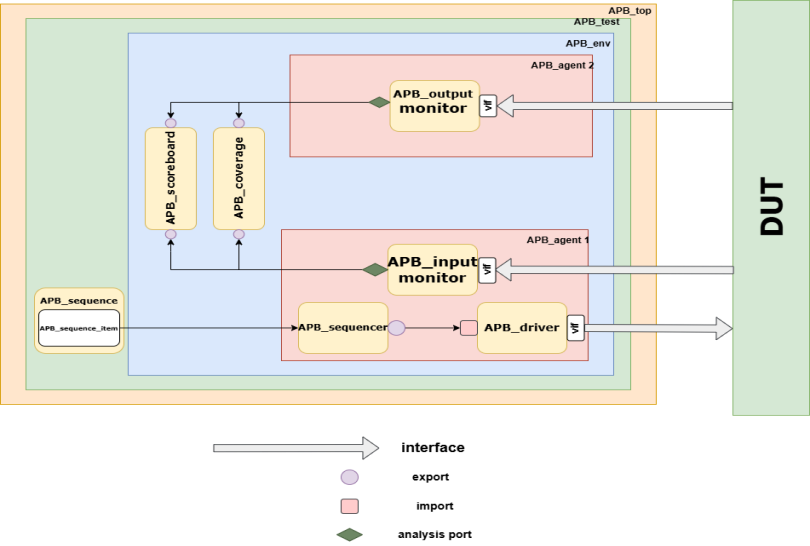 APB_top
APB_test
APB_env
APB_agent 2
APB_output
monitor
vif
APB_scoreboard
APB_coverage
DUT
APB_agent 1
APB_input
monitor
vif
APB_sequence
APB_sequence_item
APB_sequencer
APB_driver
vif
interface
export
import
analysis port